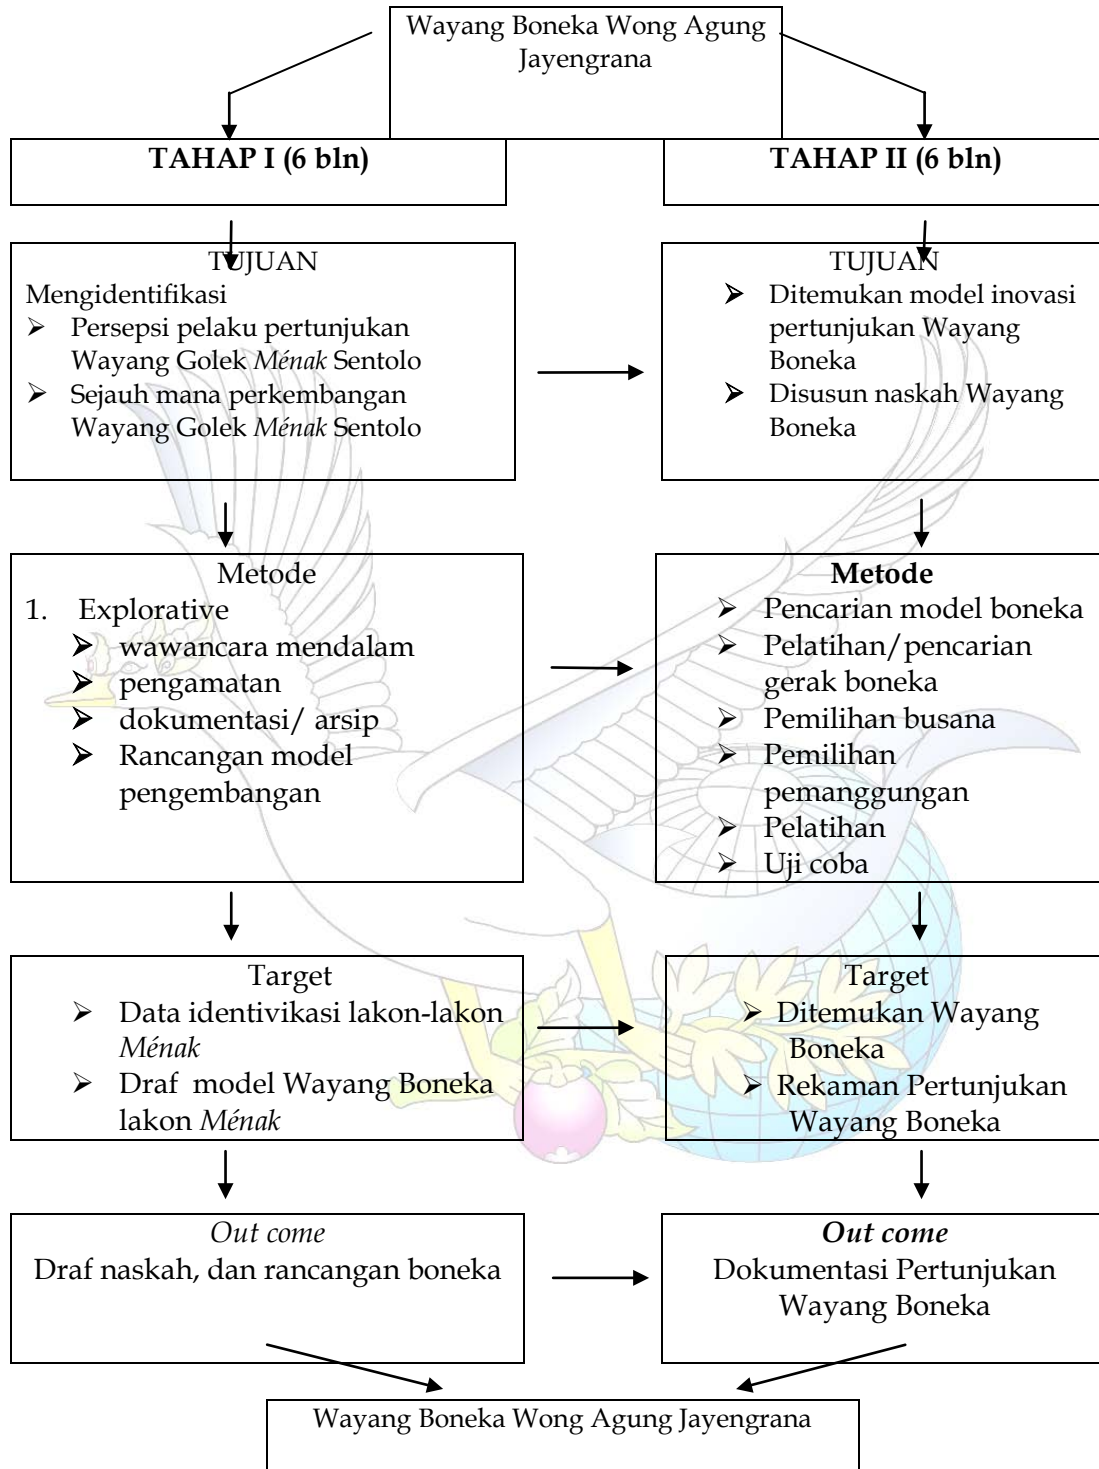 Wayang Boneka Wong Agung
Jayengrana
TAHAP I (6 bln)
TAHAP II (6 bln)
TUJUAN
Mengidentifikasi
➢ Persepsi pelaku pertunjukan
Wayang Golek Ménak Sentolo
➢ Sejauh mana perkembangan
Wayang Golek Ménak Sentolo
TUJUAN
➢ Ditemukan model inovasi
pertunjukan Wayang
Boneka
➢ Disusun naskah Wayang
Boneka
Metode
1. Explorative
➢ wawancara mendalam
➢ pengamatan
➢ dokumentasi/ arsip
➢ Rancangan model
pengembangan
Metode
➢ Pencarian model boneka
➢ Pelatihan/pencarian
gerak boneka
➢ Pemilihan busana
➢ Pemilihan
pemanggungan
➢ Pelatihan
➢ Uji coba
Target
➢ Data identivikasi lakon-lakon
Ménak
➢ Draf model Wayang Boneka
lakon Ménak
Target
➢ Ditemukan Wayang
Boneka
➢ Rekaman Pertunjukan
Wayang Boneka
Out come
Draf naskah, dan rancangan boneka
Out come
Dokumentasi Pertunjukan
Wayang Boneka
Wayang Boneka Wong Agung Jayengrana